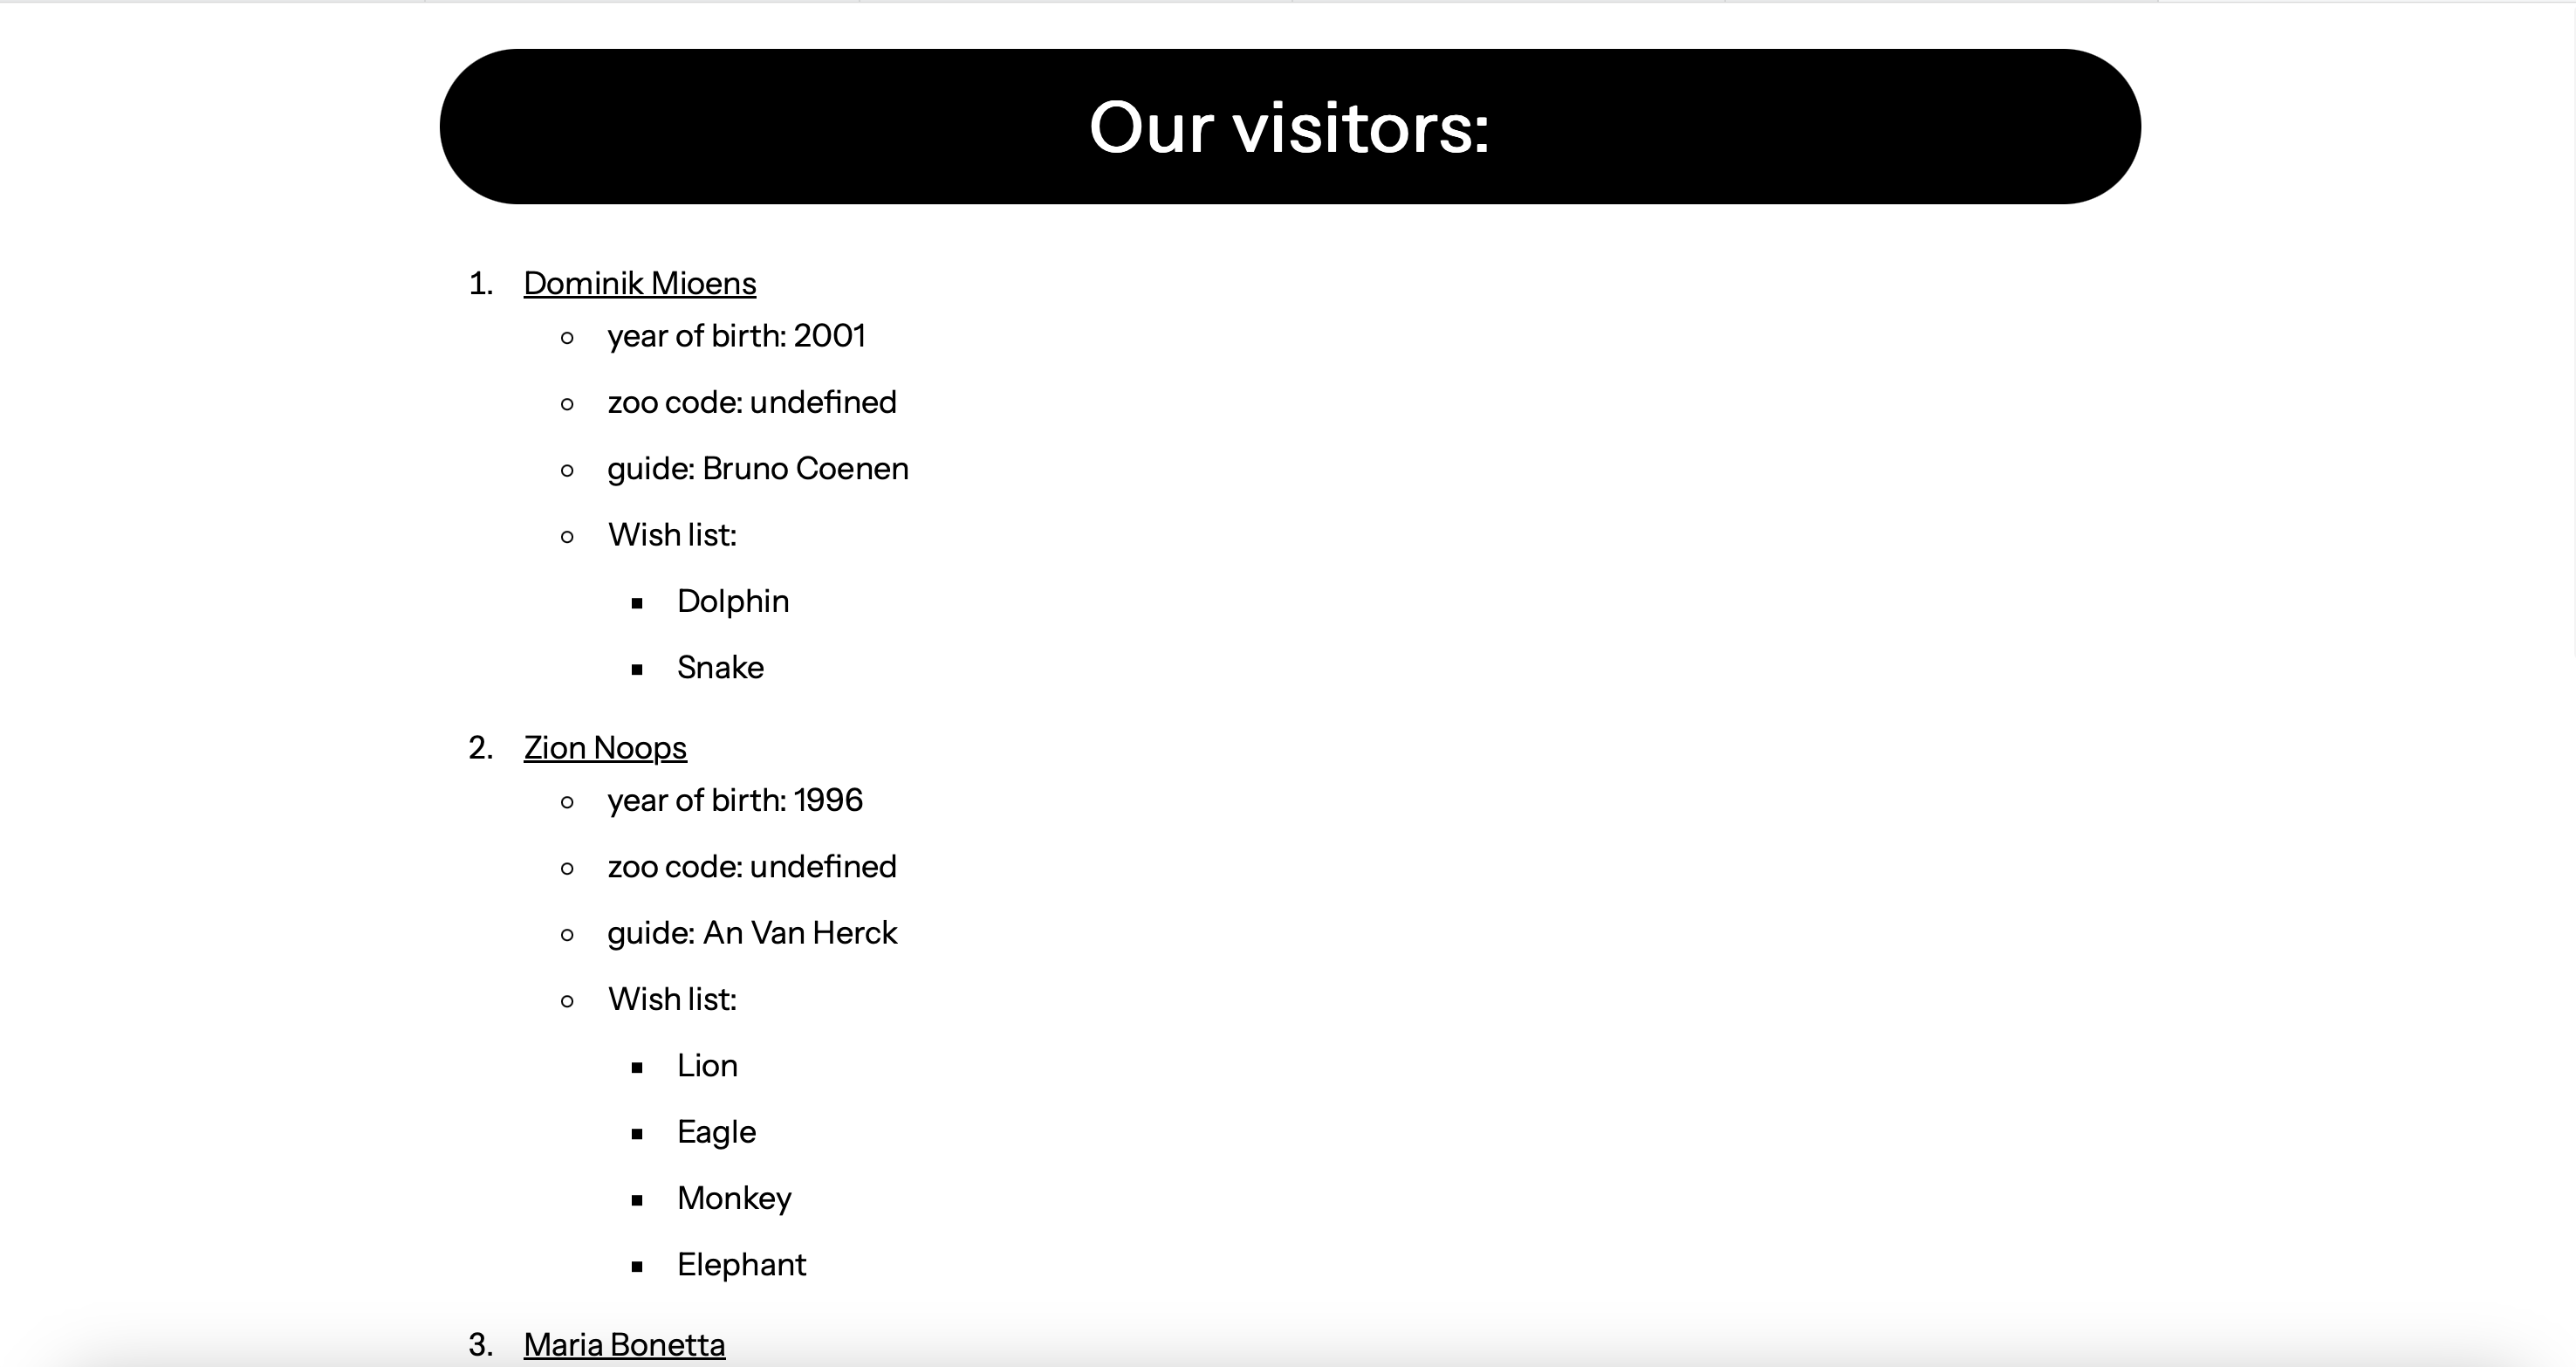 Our visitors:
1. Dominik Mioens
year of birth: 2001
zoo code: undefined
guide: Bruno Coenen
Wish list:
Dolphin
Snake
2. Zion Noops
year of birth: 1996
zoo code: undefined
guide: An Van Herck
Wish list:
Lion
Eagle
Monkey
Elephant
3. Maria Bonetta